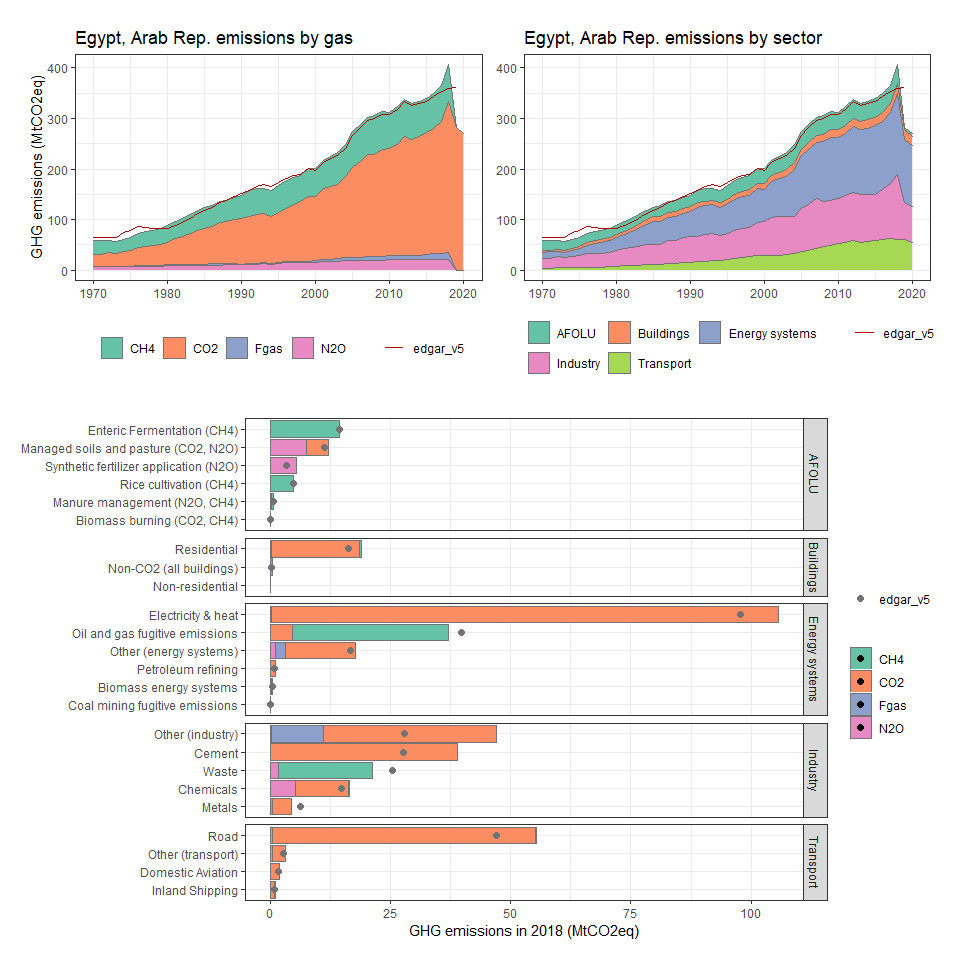 Egypt, Arab Rep. emissions by gas
GHG emissions (MtCO2eq)
400
300
200
100
0
1970 1980 1990 2000 2010 2020
CH4 CO2 Fgas N2O edgar_v5
Egypt, Arab Rep. emissions by sector
400
300
200
100
0
1970 1980 1990 2000 2010 2020
AFOLU Buildings Energy systems edgar_v5
Industry Transport
Enteric Fermentation (CH4)
Managed soils and pasture (CO2, N2O)
Synthetic fertilizer application (N2O)
Rice cultivation (CH4)
Manure management (N2O, CH4)
Biomass burning (CO2, CH4)
AFOLU
Residential
Non-CO2 (all buildings)
Non-residential
Buildings
Electricity & heat
Oil and gas fugitive emissions
Other (energy systems)
Petroleum refining
Biomass energy systems
Coal mining fugitive emissions
Energy systems
Other (industry)
Cement
Waste
Chemicals
Metals
Industry
Road
Other (transport)
Domestic Aviation
Inland Shipping
Transport
0 25 50 75 100
GHG emissions in 2018 (MtCO2eq)
edgar_v5
CH4
CO2
Fgas
N2O